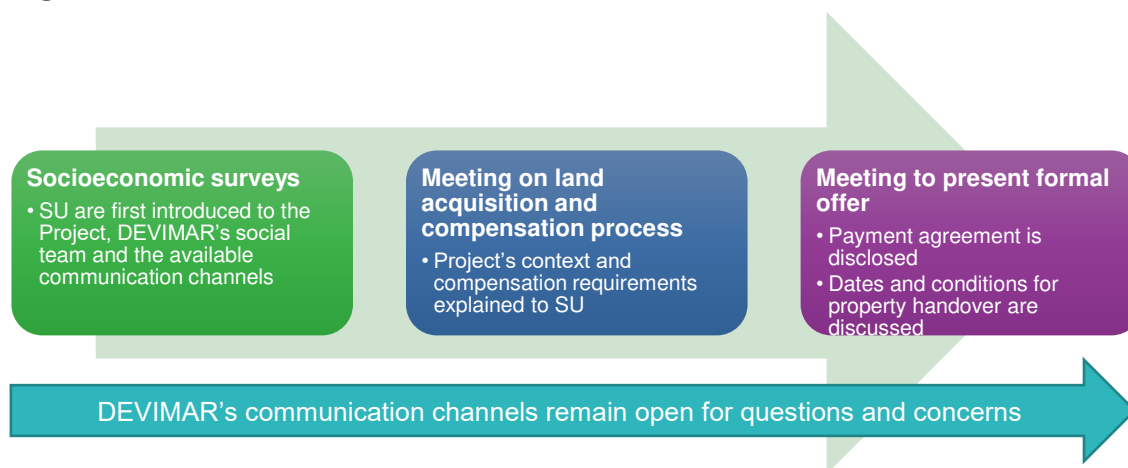 Socioeconomic surveys
• SU are first introduced to the
Project, DEVIMAR's social
team and the available
communication channels
Meeting on land
acquisition and
compensation process
• Project's context and
compensation requirements
explained to SU
Meeting to present formal
offer
• Payment agreement is
disclosed
• Dates and conditions for
property handover are
discussed
DEVIMAR's communication channels remain open for questions and concerns